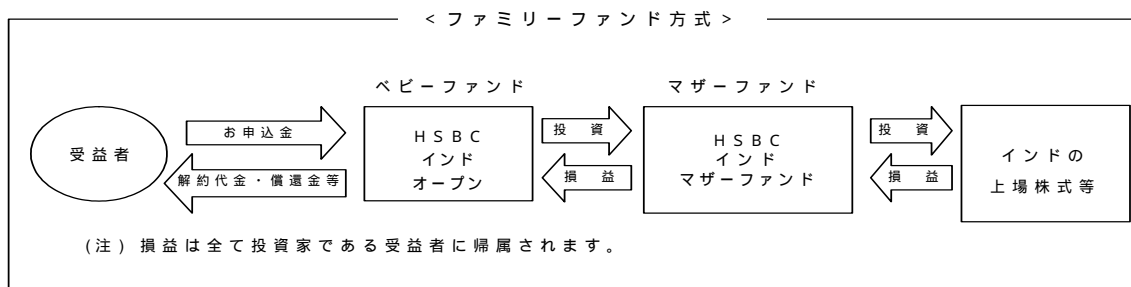 <ファミリーファンド方式>
ベビーファンド
マザーファンド
受益者
お申込金
解約代金・償還金等
HSBC
インド
オープン
投 資
損 益
HSBC
インド
マザーファンド
投 資
損 益
インドの
上場株式等
(注) 損益は全て投資家である受益者に帰属されます。